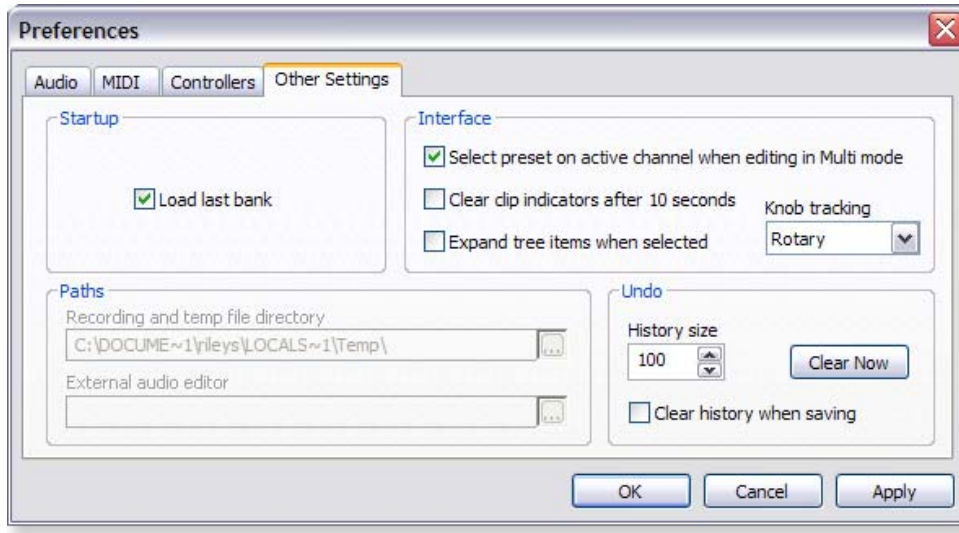 Preferences
Audio MIDI Controllers Other Settings
Startup
Load last bank
Interface
Select preset on active channel when editing in Multi mode
Clear clip indicators after 10 seconds
Expand tree items when selected
Knob tracking
Rotary
Paths
Recording and temp file directory
C:\DOCUME~1\rileys\LOCALS~1\Temp\
...
External audio editor
...
Undo
History size
100
Clear Now
Clear history when saving
OK Cancel Apply